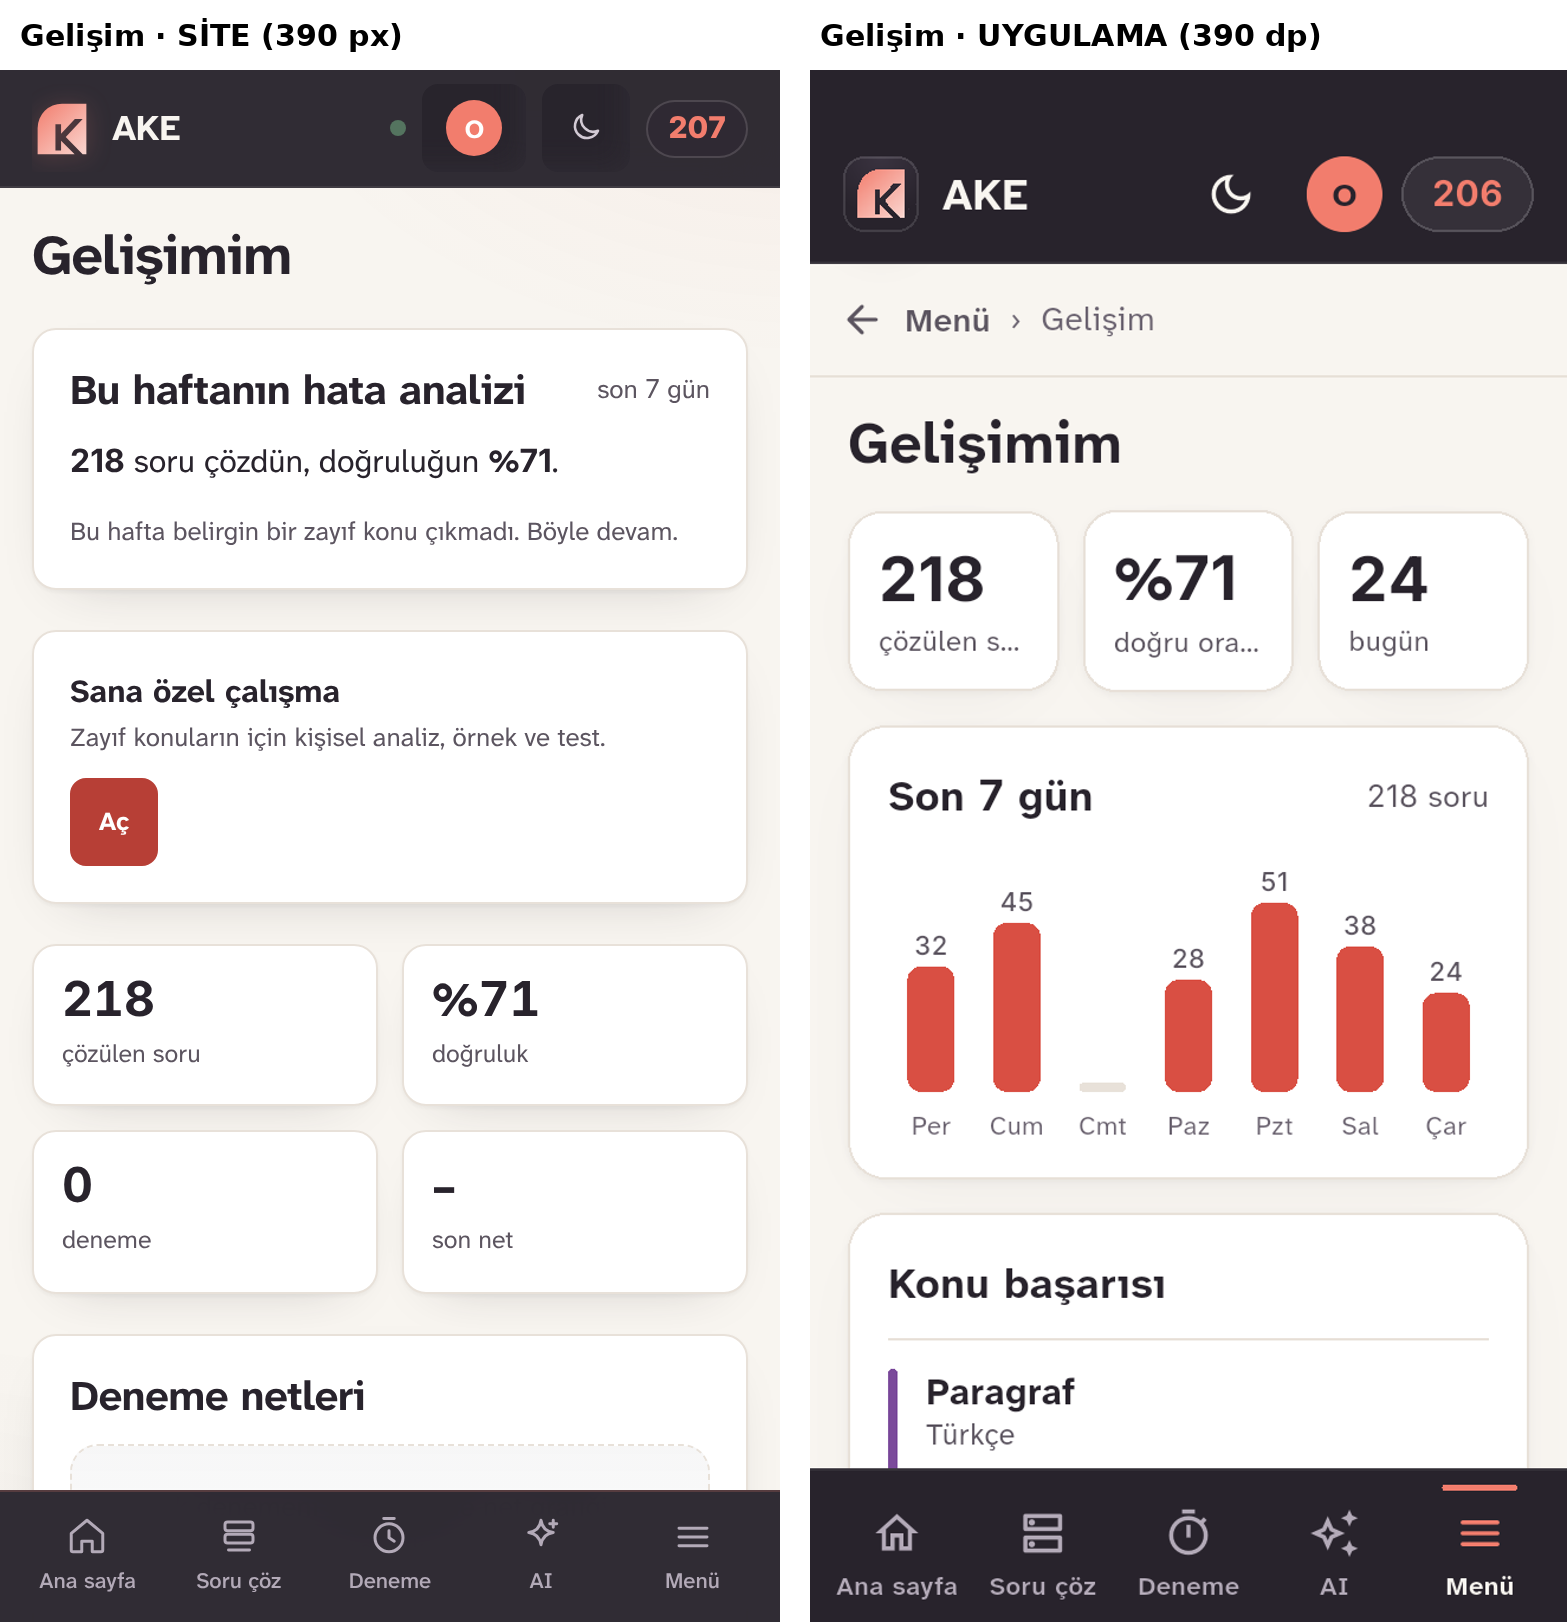 Gelişim · SİTE (390 px)
K AKE O 207
Gelişimim
Bu haftanın hata analizi son 7 gün
218 soru çözdün, doğruluğun %71.
Bu hafta belirgin bir zayıf konu çıkmadı. Böyle devam.
Sana özel çalışma
Zayıf konuların için kişisel analiz, örnek ve test.
Aç
218 %71
çözülen soru doğruluk
0 –
deneme son net
Deneme netleri
Ana sayfa Soru çöz Deneme AI Menü
Gelişim · UYGULAMA (390 dp)
K AKE O 206
← Menü › Gelişim
Gelişimim
218 %71 24
çözülen s... doğru ora... bugün
Son 7 gün 218 soru
32 45 28 51 38 24
Per Cum Cmt Paz Pzt Sal Çar
Konu başarısı
Paragraf
Türkçe
Ana sayfa Soru çöz Deneme AI Menü